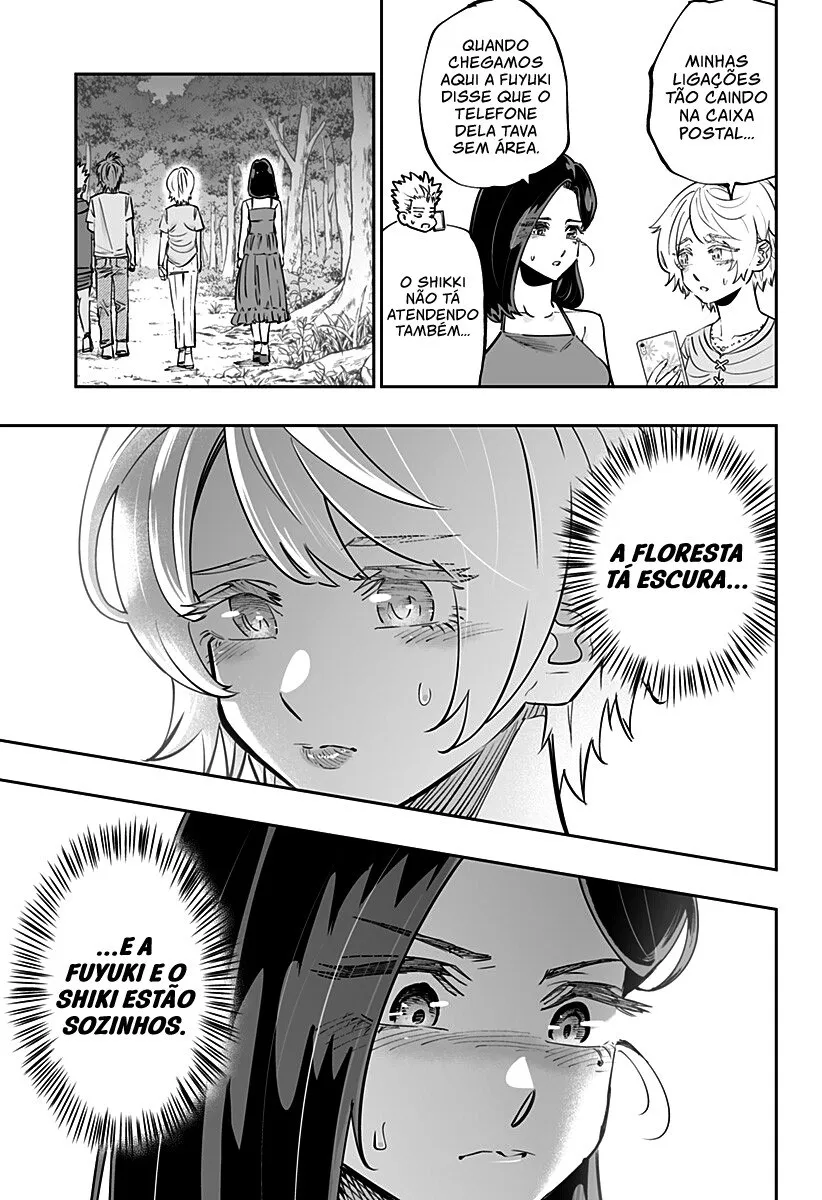 MINHAS
LIGAÇÕES
TÃO CAINDO
NA CAIXA
POSTAL...
QUANDO
CHEGAMOS
AQUI A FUYUKI
DISSE QUE O
TELEFONE
DELA TAVA
SEM ÁREA.
O SHIKKI
NÃO TÁ
ATENDENDO
TAMBÉM...
A FLORESTA
TÁ ESCURA...
...E A
FUYUKI E O
SHIKI ESTÃO
SOZINHOS.